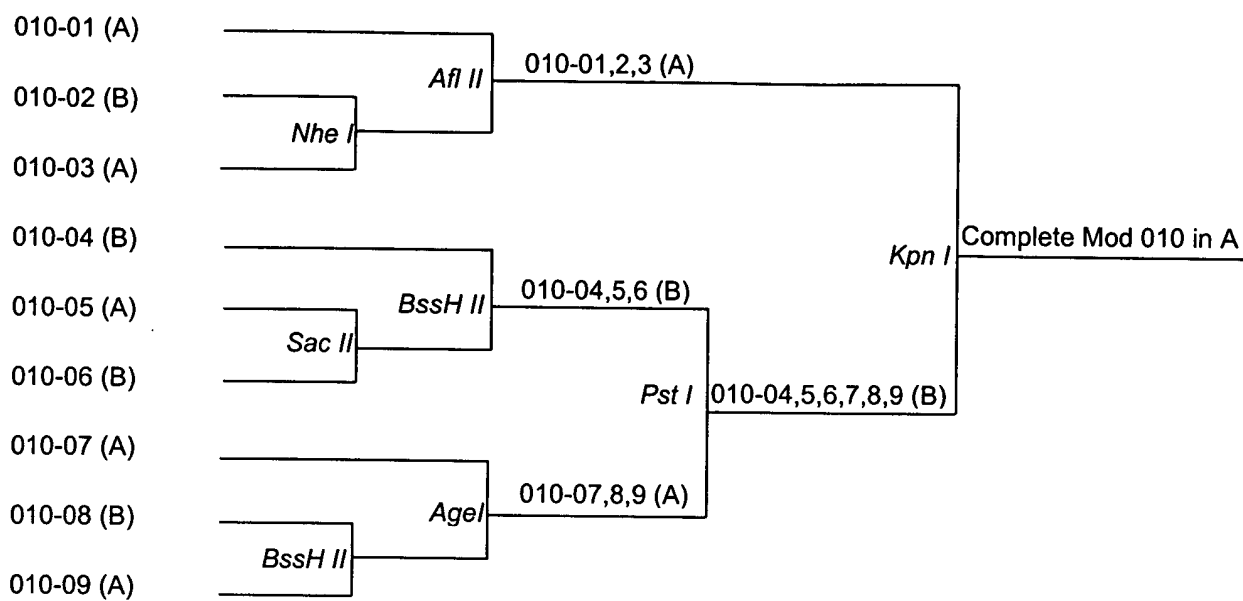 010-01 (A)
010-01,2,3 (A)
Afl II
010-02 (B)
Nhe I
010-03 (A)
010-04 (B)
Complete Mod 010 in A
Kpn I
010-04,5,6 (B)
010-05 (A)
BssH II
Sac II
010-06 (B)
Pst I
010-04,5,6,7,8,9 (B)
010-07 (A)
010-07,8,9 (A)
010-08 (B)
AgeI
BssH II
010-09 (A)